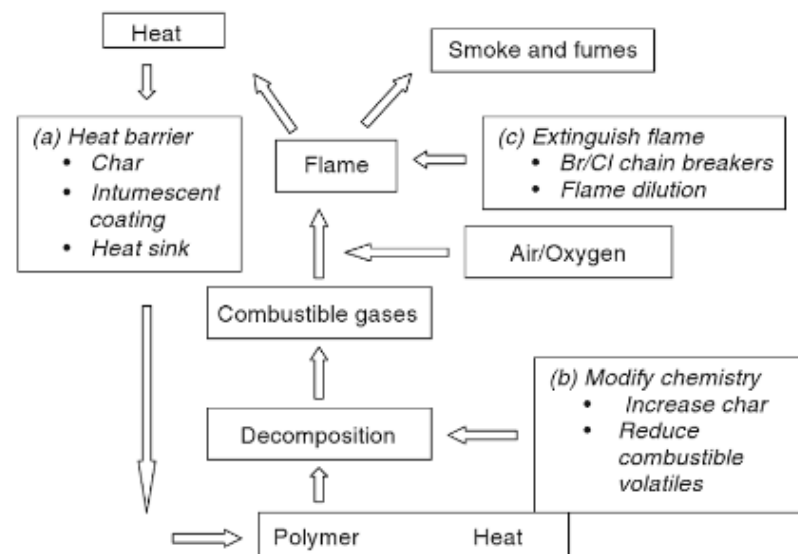 Heat
Smoke and fumes
(a) Heat barrier
• Char
• Intumescent
coating
• Heat sink
Flame
(c) Extinguish flame
• Br/Cl chain breakers
• Flame dilution
Air/Oxygen
Combustible gases
(b) Modify chemistry
• Increase char
• Reduce
combustible
volatiles
Decomposition
Polymer Heat